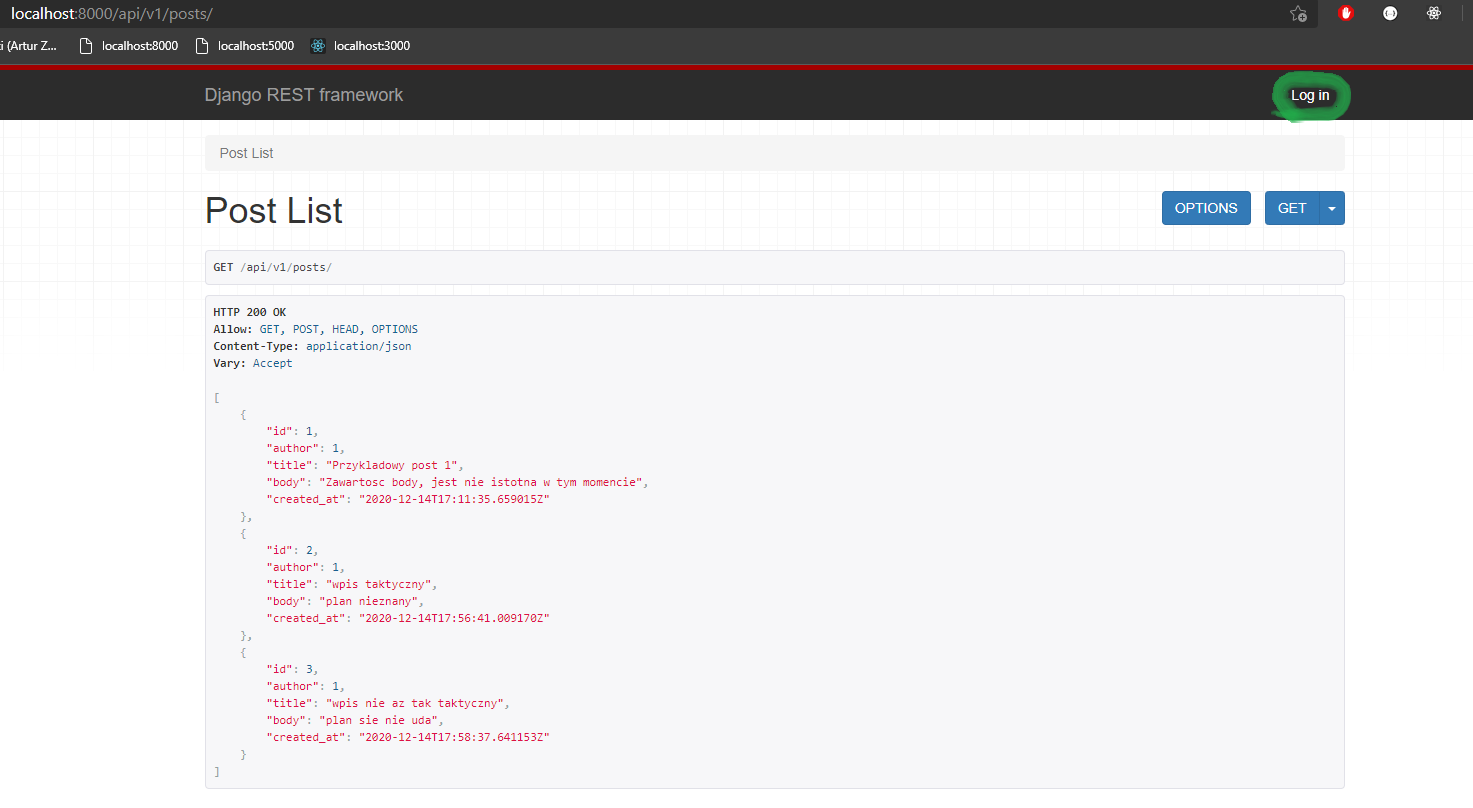 localhost:8000/api/v1/posts/
i (Artur Z... localhost:8000 localhost:5000 localhost:3000
Django REST framework Log in
Post List
Post List OPTIONS GET
GET /api/v1/posts/
HTTP 200 OK
Allow: GET, POST, HEAD, OPTIONS
Content-Type: application/json
Vary: Accept
[
    {
        "id": 1,
        "author": 1,
        "title": "Przykladowy post 1",
        "body": "Zawartosc body, jest nie istotna w tym momencie",
        "created_at": "2020-12-14T17:11:35.659015Z"
    },
    {
        "id": 2,
        "author": 1,
        "title": "wpis taktyczny",
        "body": "plan nieznany",
        "created_at": "2020-12-14T17:56:41.009170Z"
    },
    {
        "id": 3,
        "author": 1,
        "title": "wpis nie az tak taktyczny",
        "body": "plan sie nie uda",
        "created_at": "2020-12-14T17:58:37.641153Z"
    }
]